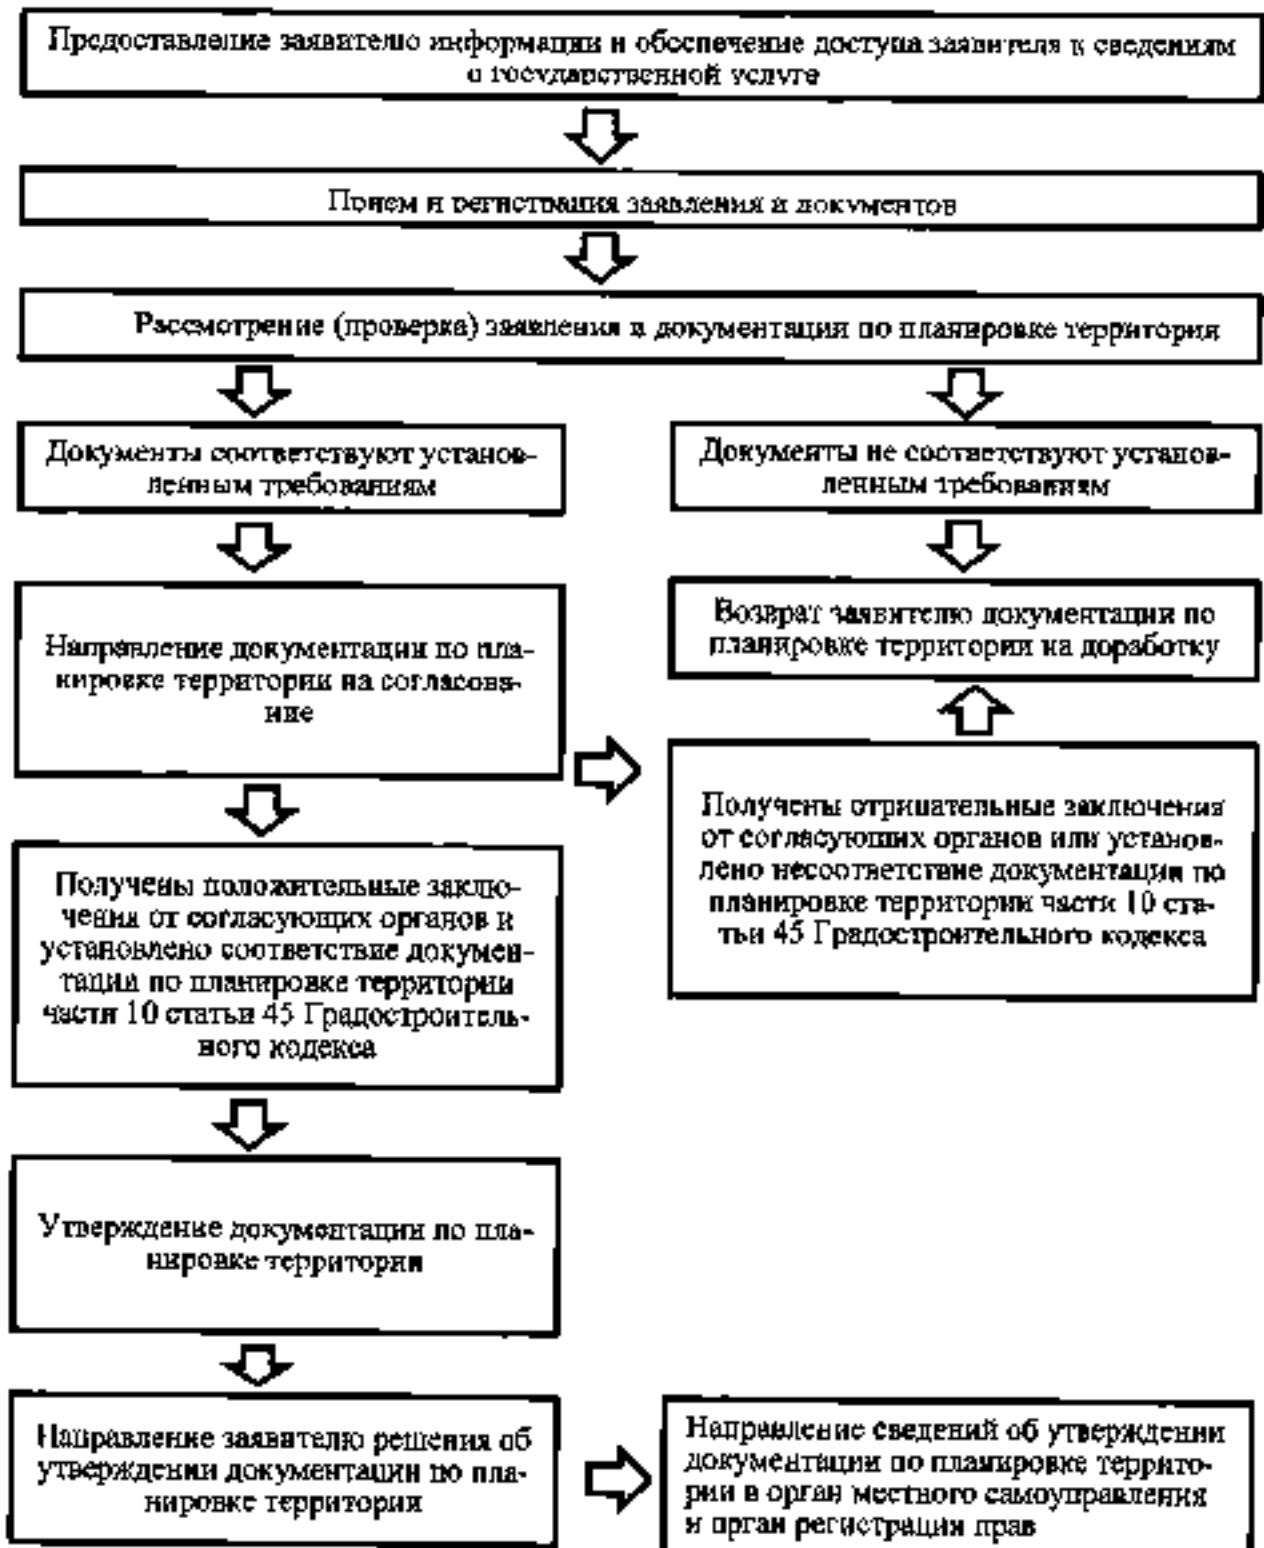 Предоставление заявителю информации и обеспечение доступа заявителя к сведениям
о государственной услуге
Прием и регистрация заявления и документов
Рассмотрение (проверка) заявления и документации по планировке территория
Документы соответствуют установ-
ленным требованиям
Документы не соответствуют установ-
ленным требованиям
Направление документации по пла-
нировке территории на согласова-
ние
Возврат заявителю документации по
планировке территории на доработку
Получены отрицательные заключения
от согласующих органов или установ-
лено несоответствие документации по
планировке территории части 10 ста-
тьи 45 Градостроительного кодекса
Получены положительные заклю-
чения от согласующих органов и
установлено соответствие докумен-
тации по планировке территории
части 10 статьи 45 Градостроитель-
ного кодекса
Утверждение документации по пла-
нировке территории
Направление заявителю решения об
утверждении документации по пла-
нировке территории
Направление сведений об утверждении
документации по планировке террито-
рии в орган местного самоуправления
и орган регистрация прав